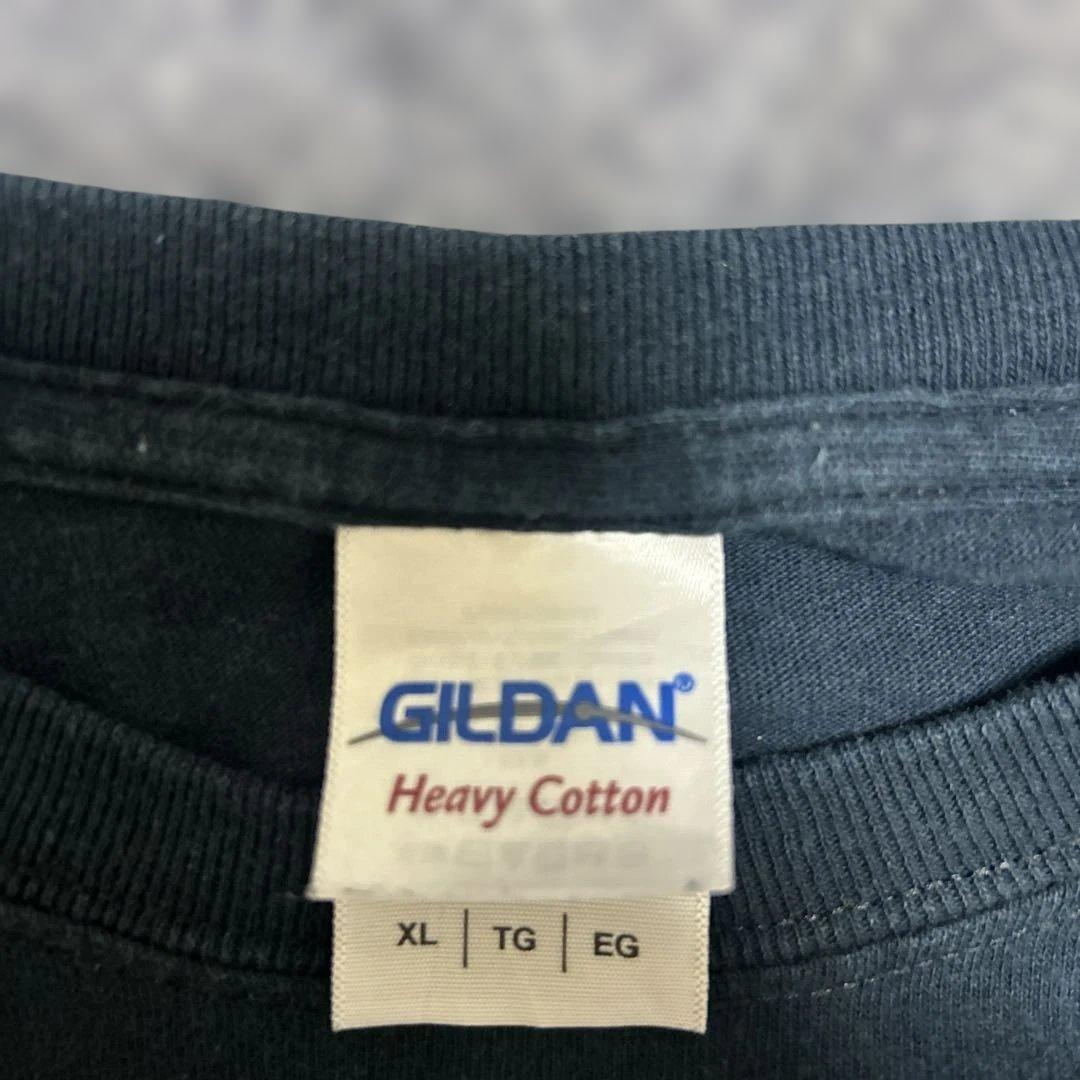 GILDAN®
Heavy Cotton
XL | TG | EG